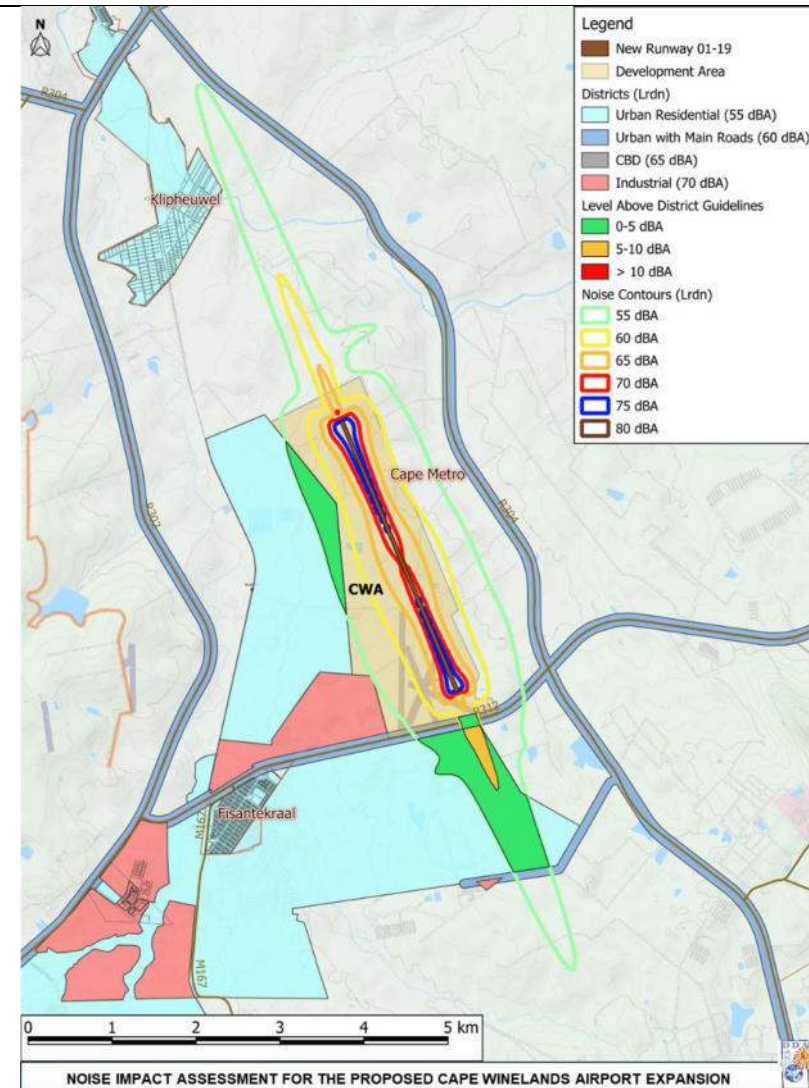 N
R304
Klipheuwel
R302
R304
Cape Metro
CWA
R312
Fisantekraal
M167
Legend
New Runway 01-19
Development Area
Districts (Lrdn)
Urban Residential (55 dBA)
Urban with Main Roads (60 dBA)
CBD (65 dBA)
Industrial (70 dBA)
Level Above District Guidelines
0-5 dBA
5-10 dBA
> 10 dBA
Noise Contours (Lrdn)
55 dBA
60 dBA
65 dBA
70 dBA
75 dBA
80 dBA
0 1 2 3 4 5 km
NOISE IMPACT ASSESSMENT FOR THE PROPOSED CAPE WINELANDS AIRPORT EXPANSION
DDA